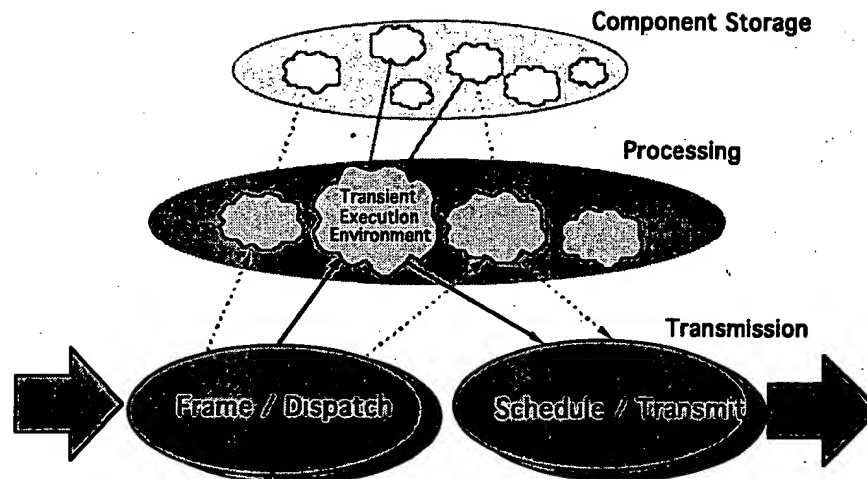 Component Storage
Processing
Transient
Execution
Environment
Transmission
Frame / Dispatch
Schedule / Transmit